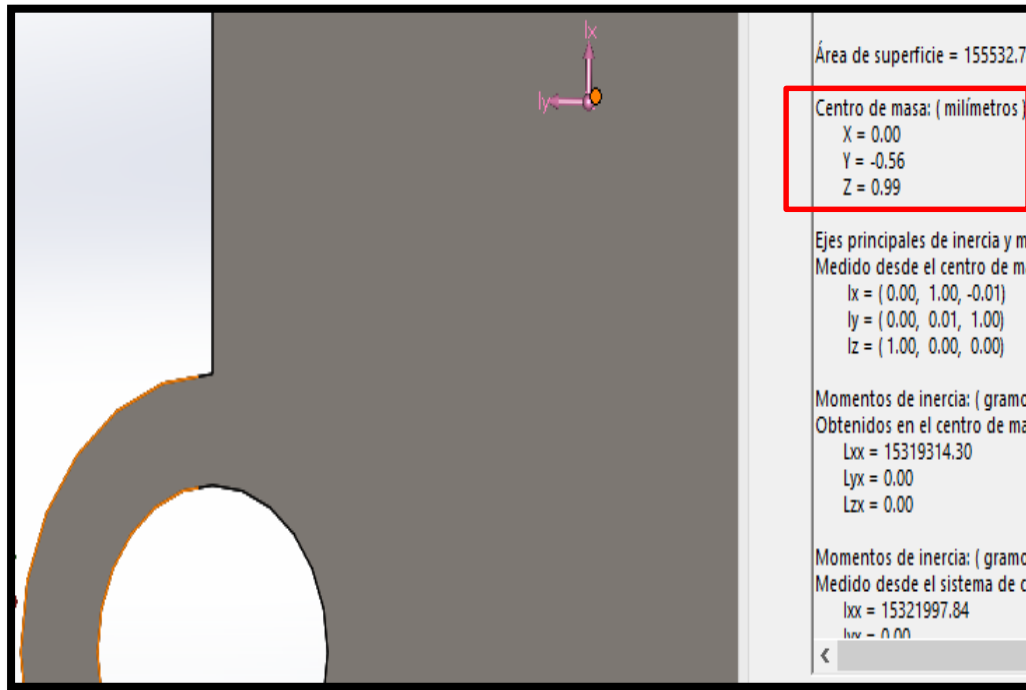 Ix
Iy
Área de superficie = 155532.7
Centro de masa: ( milímetros )
X = 0.00
Y = -0.56
Z = 0.99
Ejes principales de inercia y m
Medido desde el centro de ma
Ix = ( 0.00, 1.00, -0.01)
Iy = ( 0.00, 0.01, 1.00)
Iz = ( 1.00, 0.00, 0.00)
Momentos de inercia: ( gramo
Obtenidos en el centro de ma
Lxx = 15319314.30
Lyx = 0.00
Lzx = 0.00
Momentos de inercia: ( gramo
Medido desde el sistema de c
Ixx = 15321997.84
Iyx = 0.00